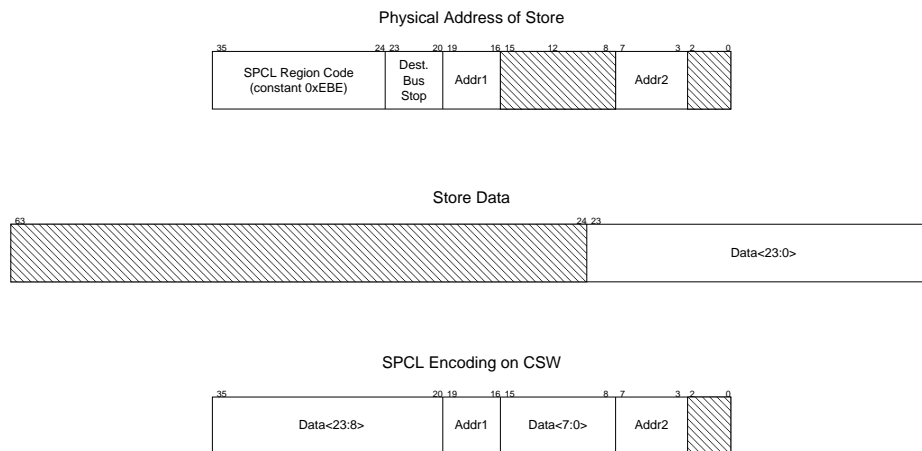 Physical Address of Store
35 24 23 20 19 16 15 12 8 7 3 2 0
SPCL Region Code
(constant 0xEBE)
Dest.
Bus
Stop
Addr1
Addr2
Store Data
63 24 23
Data<23:0>
SPCL Encoding on CSW
35 20 19 16 15 8 7 3 2 0
Data<23:8> Addr1 Data<7:0> Addr2